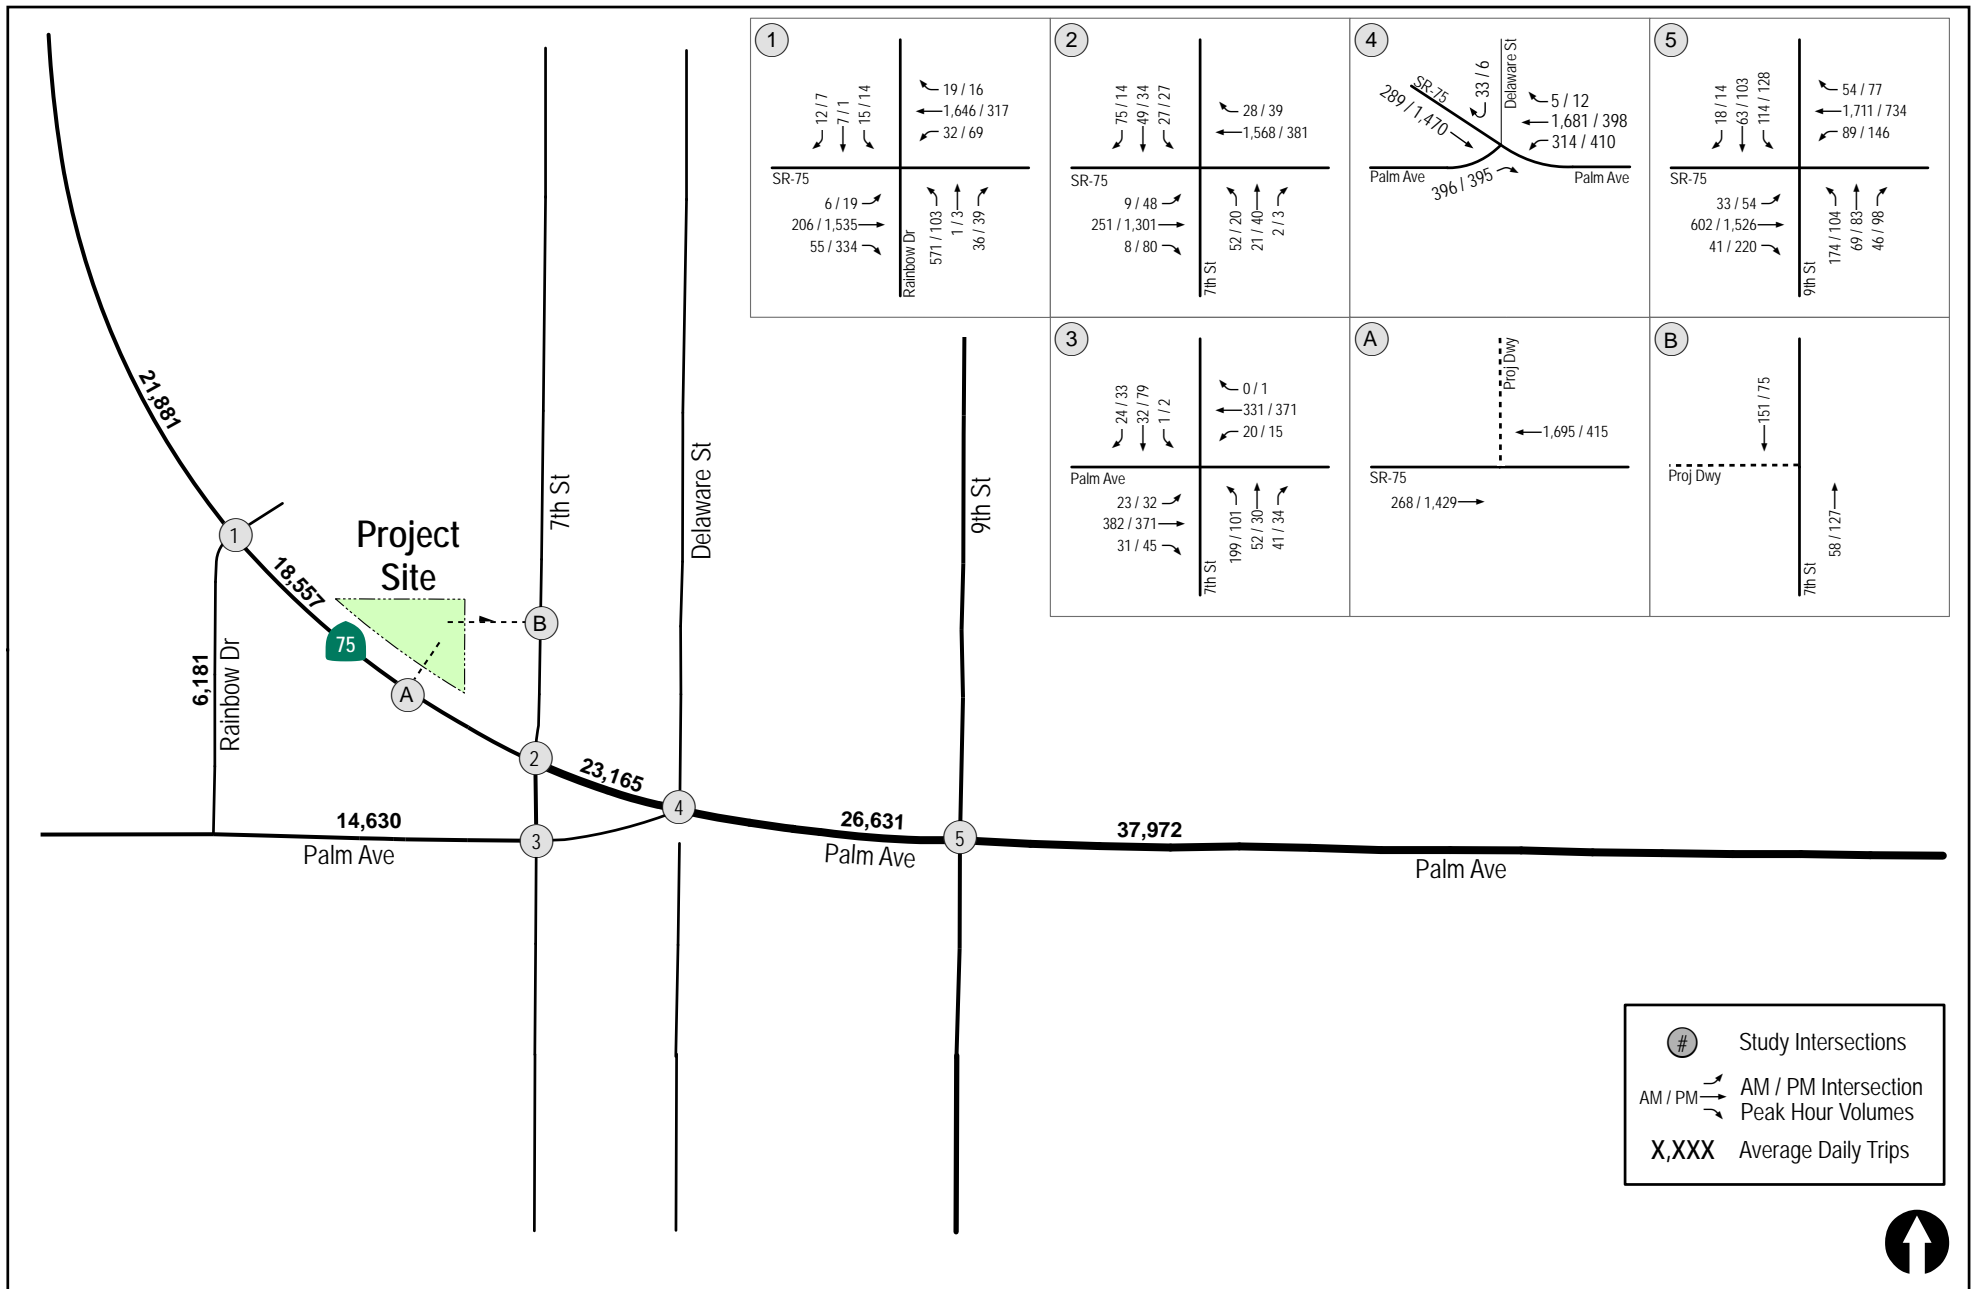 1
12 / 7
7 / 1
15 / 14
19 / 16
1,646 / 317
32 / 69
SR-75
6 / 19
206 / 1,535
55 / 334
Rainbow Dr
571 / 103
1 / 3
36 / 39
2
75 / 14
49 / 34
27 / 27
28 / 39
1,568 / 381
SR-75
9 / 48
251 / 1,301
8 / 80
7th St
52 / 20
21 / 40
2 / 3
4
SR-75
289 / 1,470
33 / 6
Delaware St
5 / 12
1,681 / 398
314 / 410
Palm Ave
396 / 395
Palm Ave
5
18 / 14
63 / 103
114 / 128
54 / 77
1,711 / 734
89 / 146
SR-75
33 / 54
602 / 1,526
41 / 220
9th St
174 / 104
69 / 83
46 / 98
3
24 / 33
32 / 79
1 / 2
0 / 1
331 / 371
20 / 15
Palm Ave
23 / 32
382 / 371
31 / 45
7th St
199 / 101
52 / 30
41 / 34
A
Proj Dwy
1,695 / 415
SR-75
268 / 1,429
B
151 / 75
Proj Dwy
58 / 127
7th St
21,881
1
18,557
Project
Site
75
A
B
7th St
Delaware St
9th St
6,181
Rainbow Dr
2
23,165
4
14,630
Palm Ave
3
26,631
Palm Ave
5
37,972
Palm Ave
#
Study Intersections
AM / PM
AM / PM Intersection
Peak Hour Volumes
X,XXX
Average Daily Trips